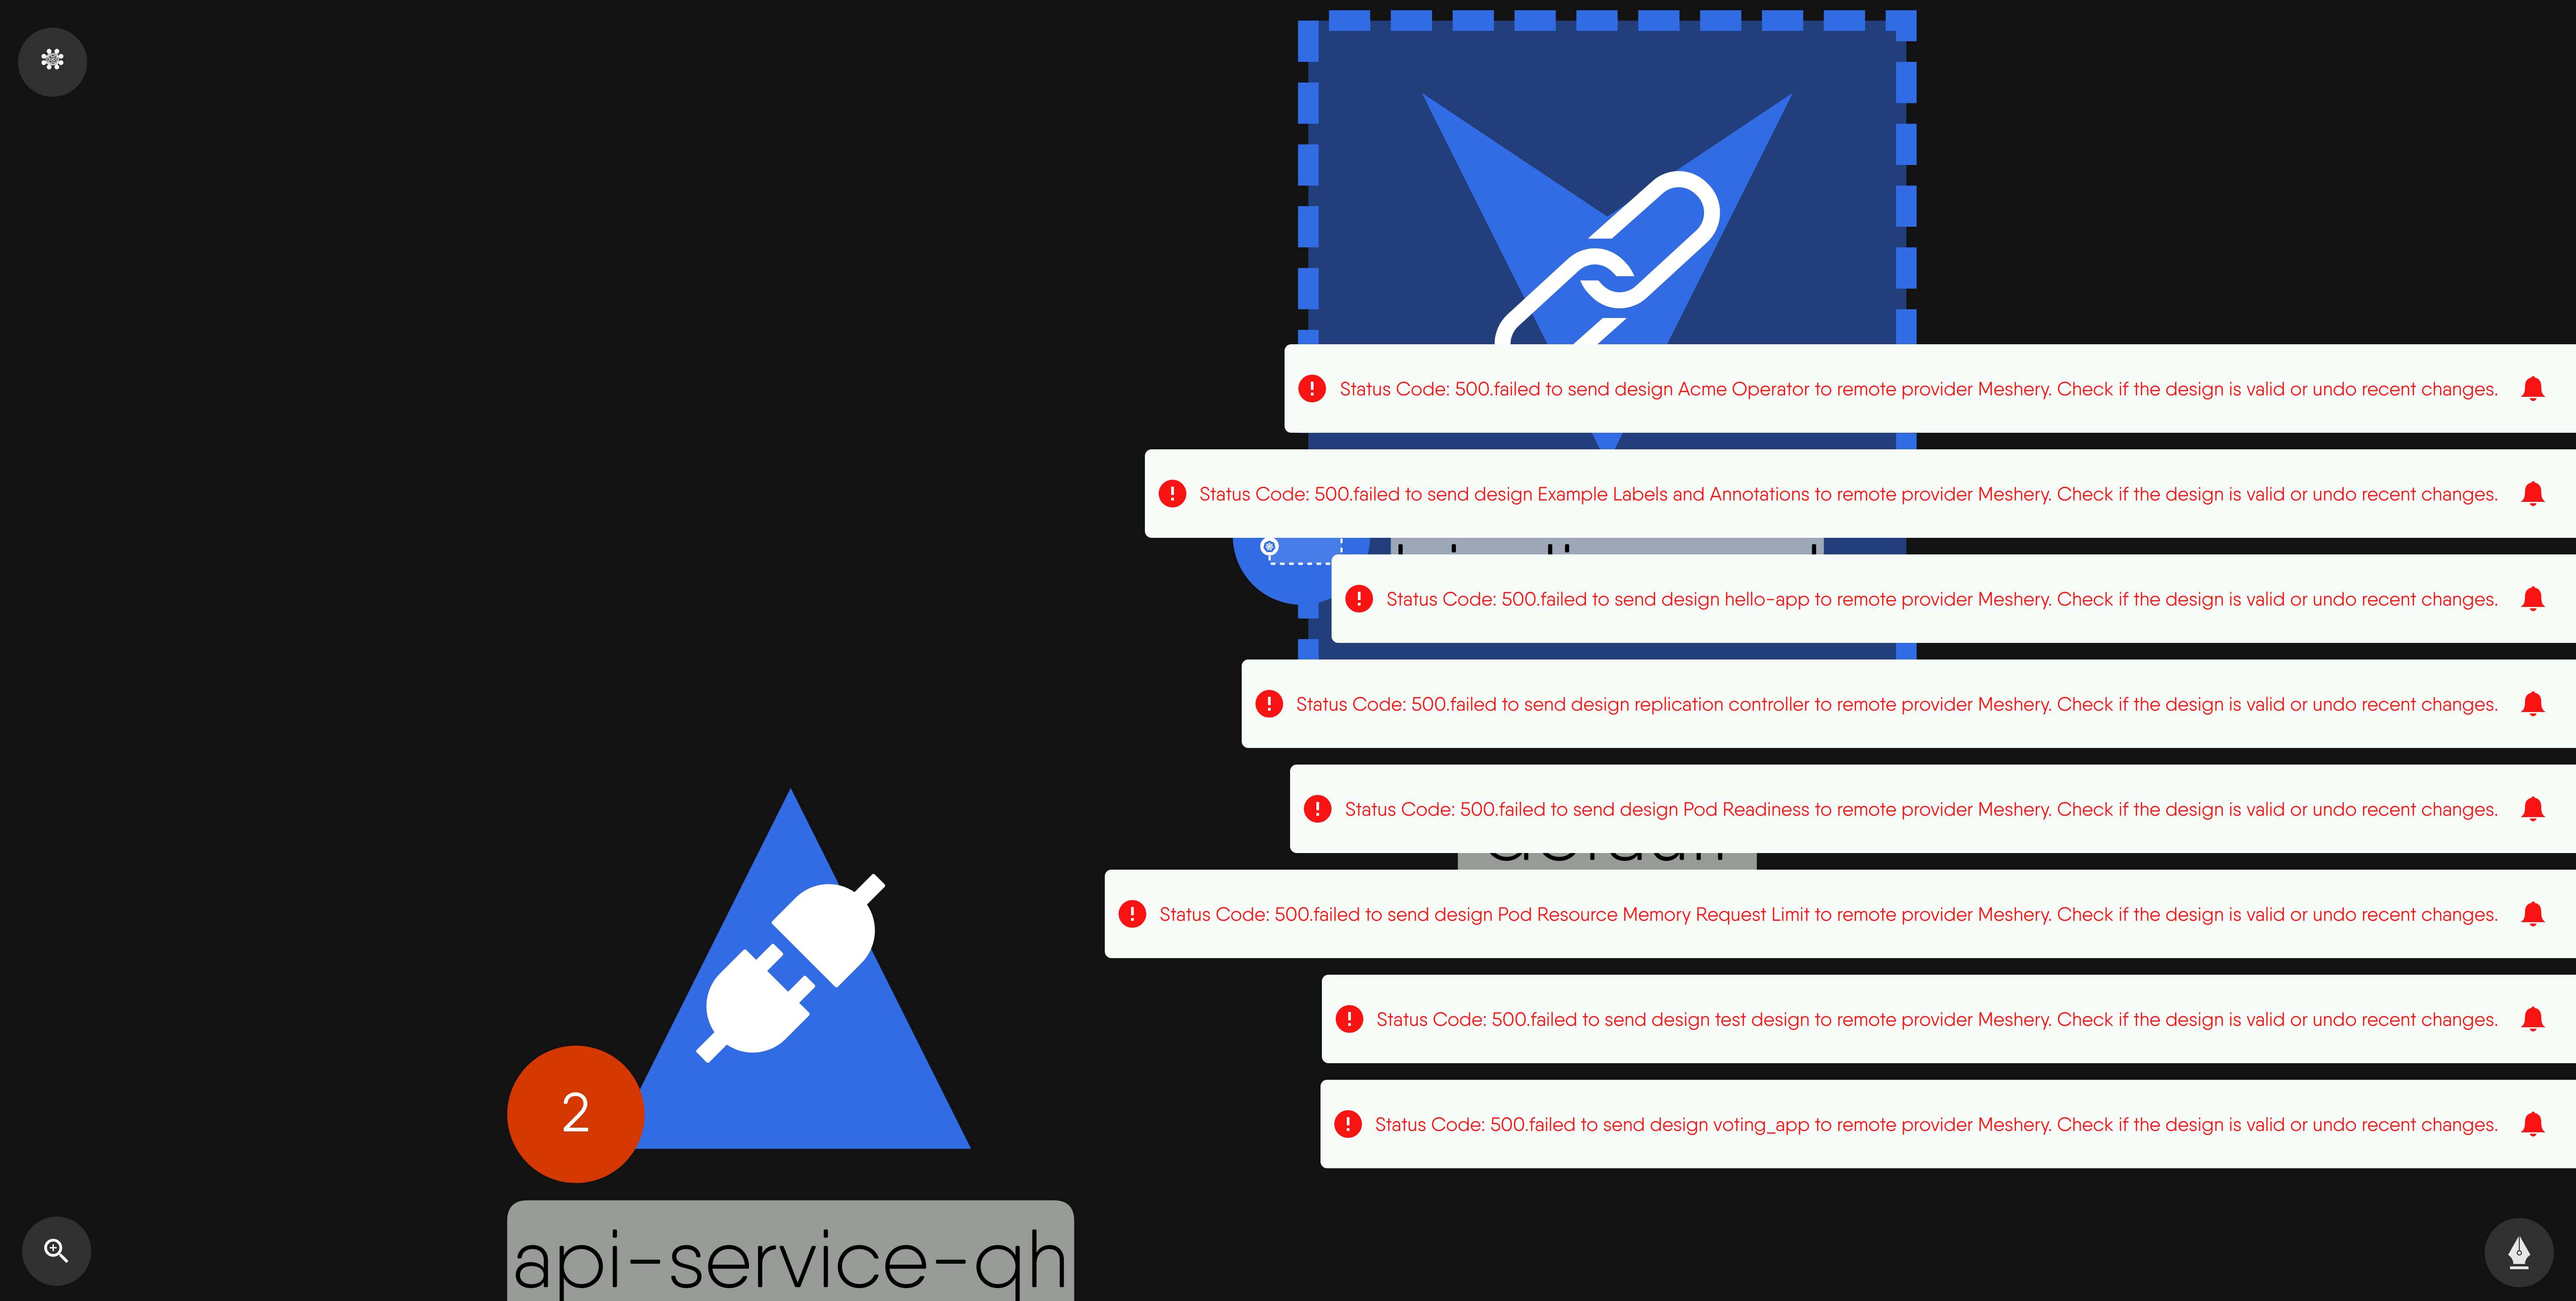 Status Code: 500.failed to send design Acme Operator to remote provider Meshery. Check if the design is valid or undo recent changes.
Status Code: 500.failed to send design Example Labels and Annotations to remote provider Meshery. Check if the design is valid or undo recent changes.
Status Code: 500.failed to send design hello-app to remote provider Meshery. Check if the design is valid or undo recent changes.
Status Code: 500.failed to send design replication controller to remote provider Meshery. Check if the design is valid or undo recent changes.
Status Code: 500.failed to send design Pod Readiness to remote provider Meshery. Check if the design is valid or undo recent changes.
Status Code: 500.failed to send design Pod Resource Memory Request Limit to remote provider Meshery. Check if the design is valid or undo recent changes.
Status Code: 500.failed to send design test design to remote provider Meshery. Check if the design is valid or undo recent changes.
Status Code: 500.failed to send design voting_app to remote provider Meshery. Check if the design is valid or undo recent changes.
2
api-service-qh